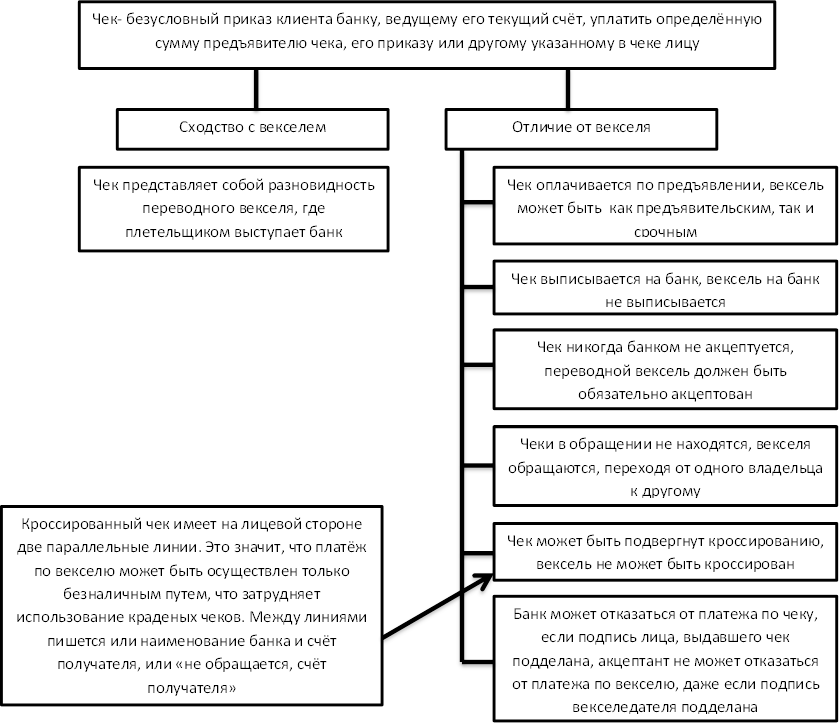 Чек- безусловный приказ клиента банку, ведущему его текущий счёт, уплатить определённую
сумму предъявителю чека, его приказу или другому указанному в чеке лицу
Сходство с векселем
Отличие от векселя
Чек представляет собой разновидность
переводного векселя, где
плетельщиком выступает банк
Чек оплачивается по предъявлении, вексель
может быть как предъявительским, так и
срочным
Чек выписывается на банк, вексель на банк
не выписывается
Чек никогда банком не акцептуется,
переводной вексель должен быть
обязательно акцептован
Чеки в обращении не находятся, векселя
обращаются, переходя от одного владельца
к другому
Кроссированный чек имеет на лицевой стороне
две параллельные линии. Это значит, что платёж
по векселю может быть осуществлен только
безналичным путем, что затрудняет
использование краденых чеков. Между линиями
пишется или наименование банка и счёт
получателя, или «не обращается, счёт
получателя»
Чек может быть подвергнут кроссированию,
вексель не может быть кроссирован
Банк может отказаться от платежа по чеку,
если подпись лица, выдавшего чек
подделана, акцептант не может отказаться
от платежа по векселю, даже если подпись
векселедателя подделана